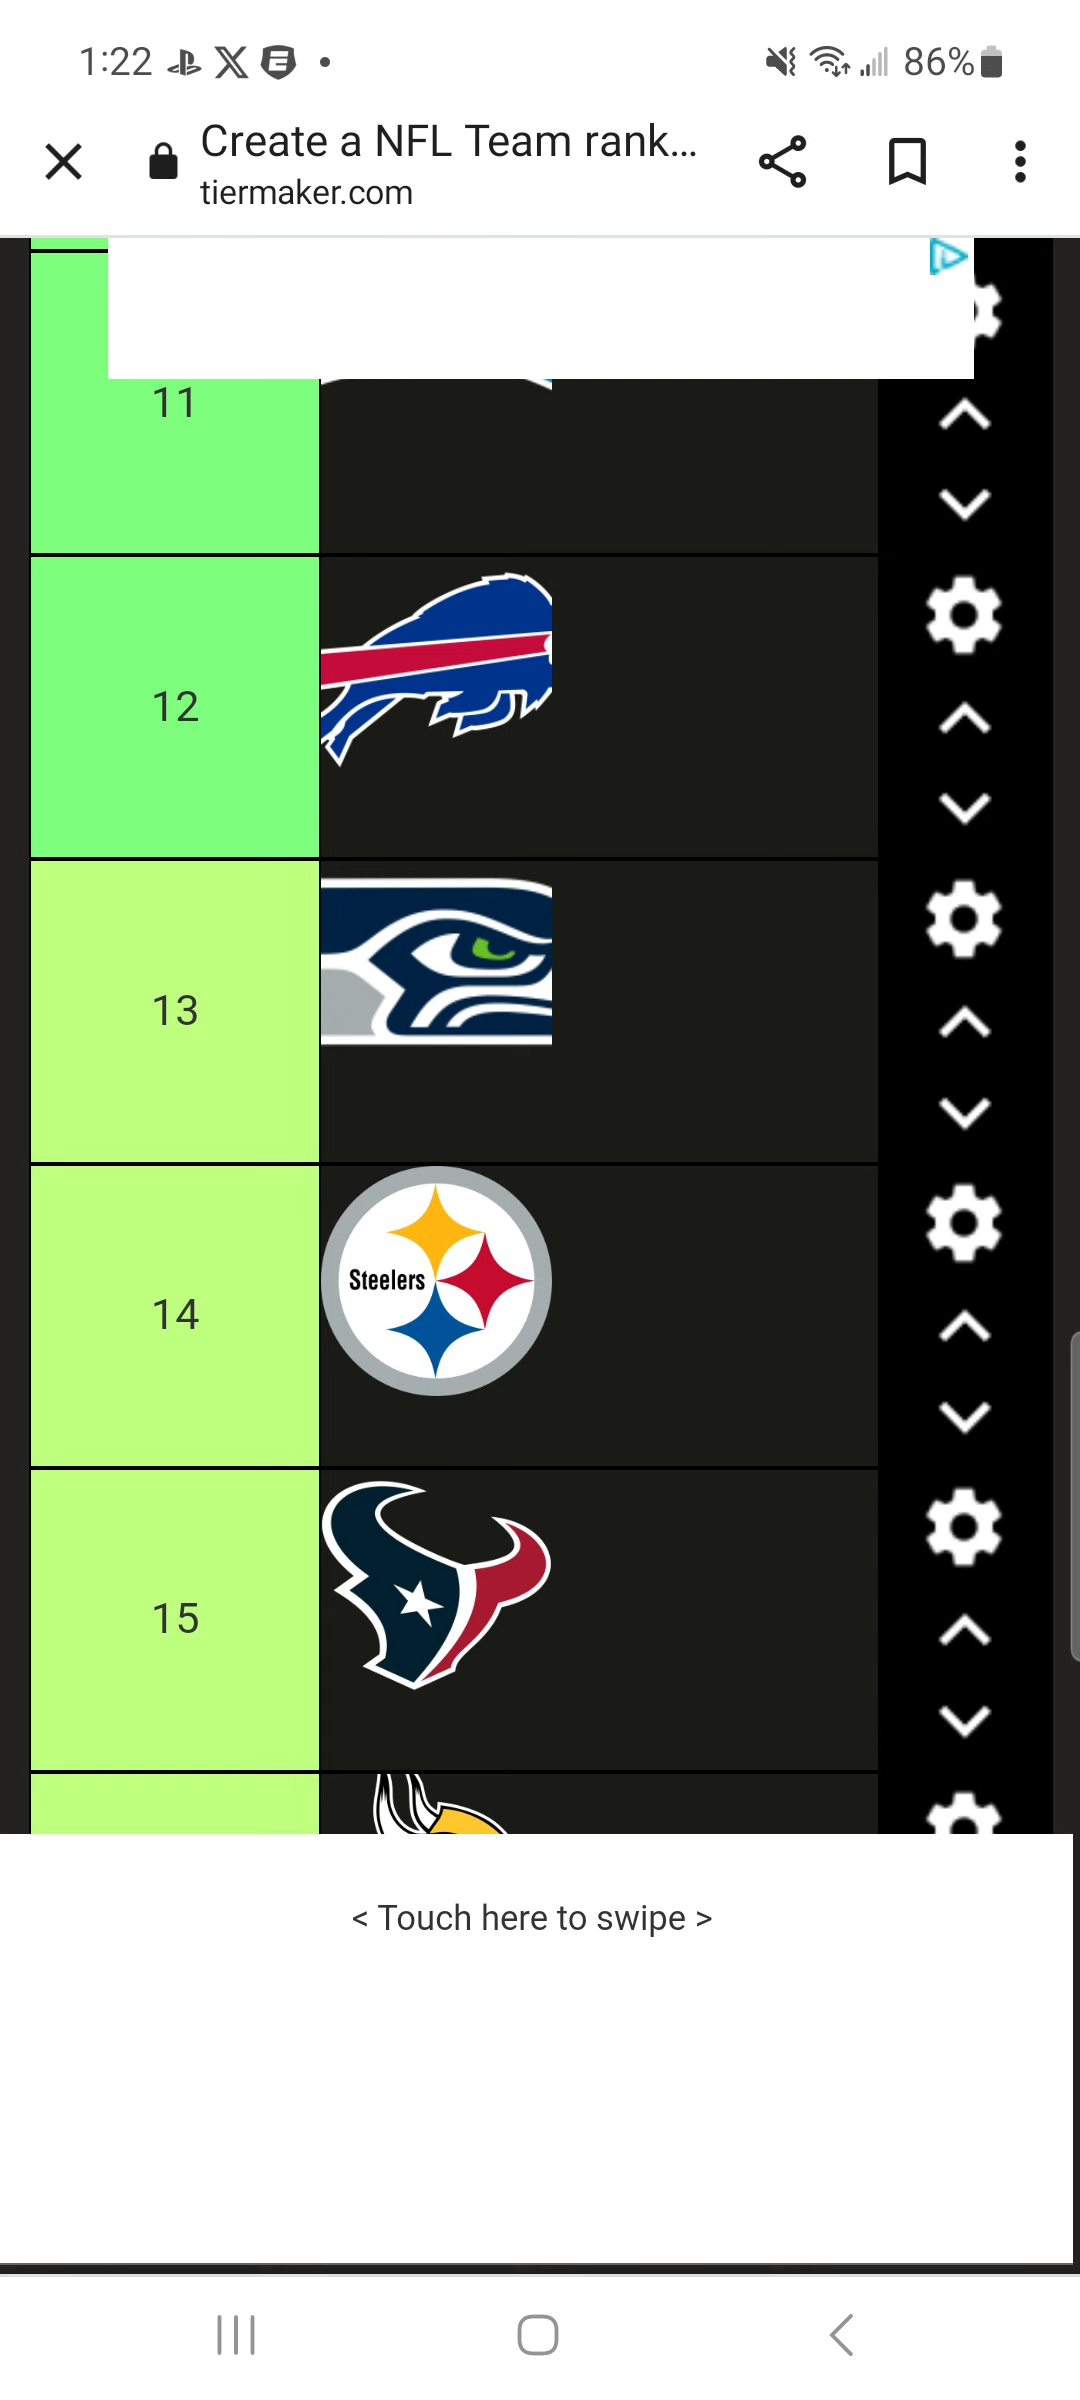 1:22
86%
Create a NFL Team rank...
tiermaker.com
11
12
13
14
Steelers
15
< Touch here to swipe >